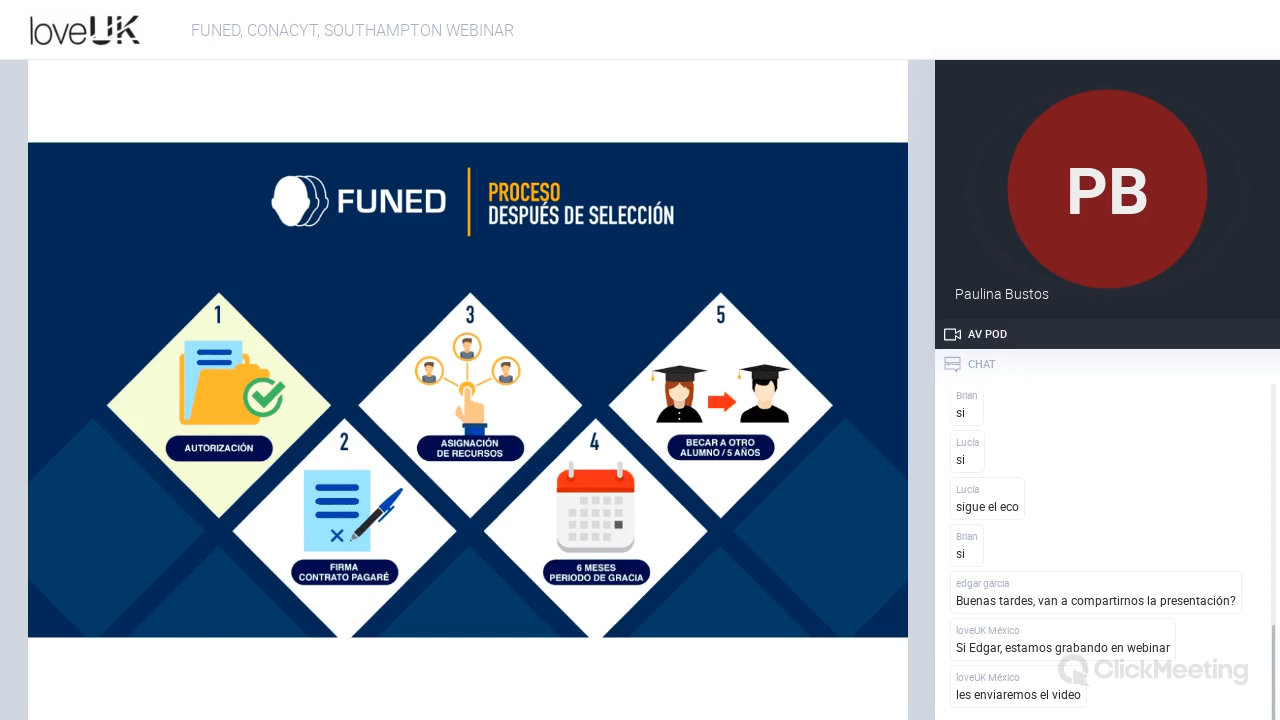 loveUK
FUNED, CONACYT, SOUTHAMPTON WEBINAR
FUNED
PROCESO
DESPUÉS DE SELECCIÓN
1
AUTORIZACIÓN
2
FIRMA
CONTRATO PAGARÉ
3
ASIGNACIÓN
DE RECURSOS
4
6 MESES
PERIODO DE GRACIA
5
BECAR A OTRO
ALUMNO / 5 AÑOS
PB
Paulina Bustos
AV POD
CHAT
Brian
si
Lucía
si
Lucía
sigue el eco
Brian
si
edgar garcia
Buenas tardes, van a compartirnos la presentación?
loveUK México
Si Edgar, estamos grabando en webinar
loveUK México
les enviaremos el video
ClickMeeting